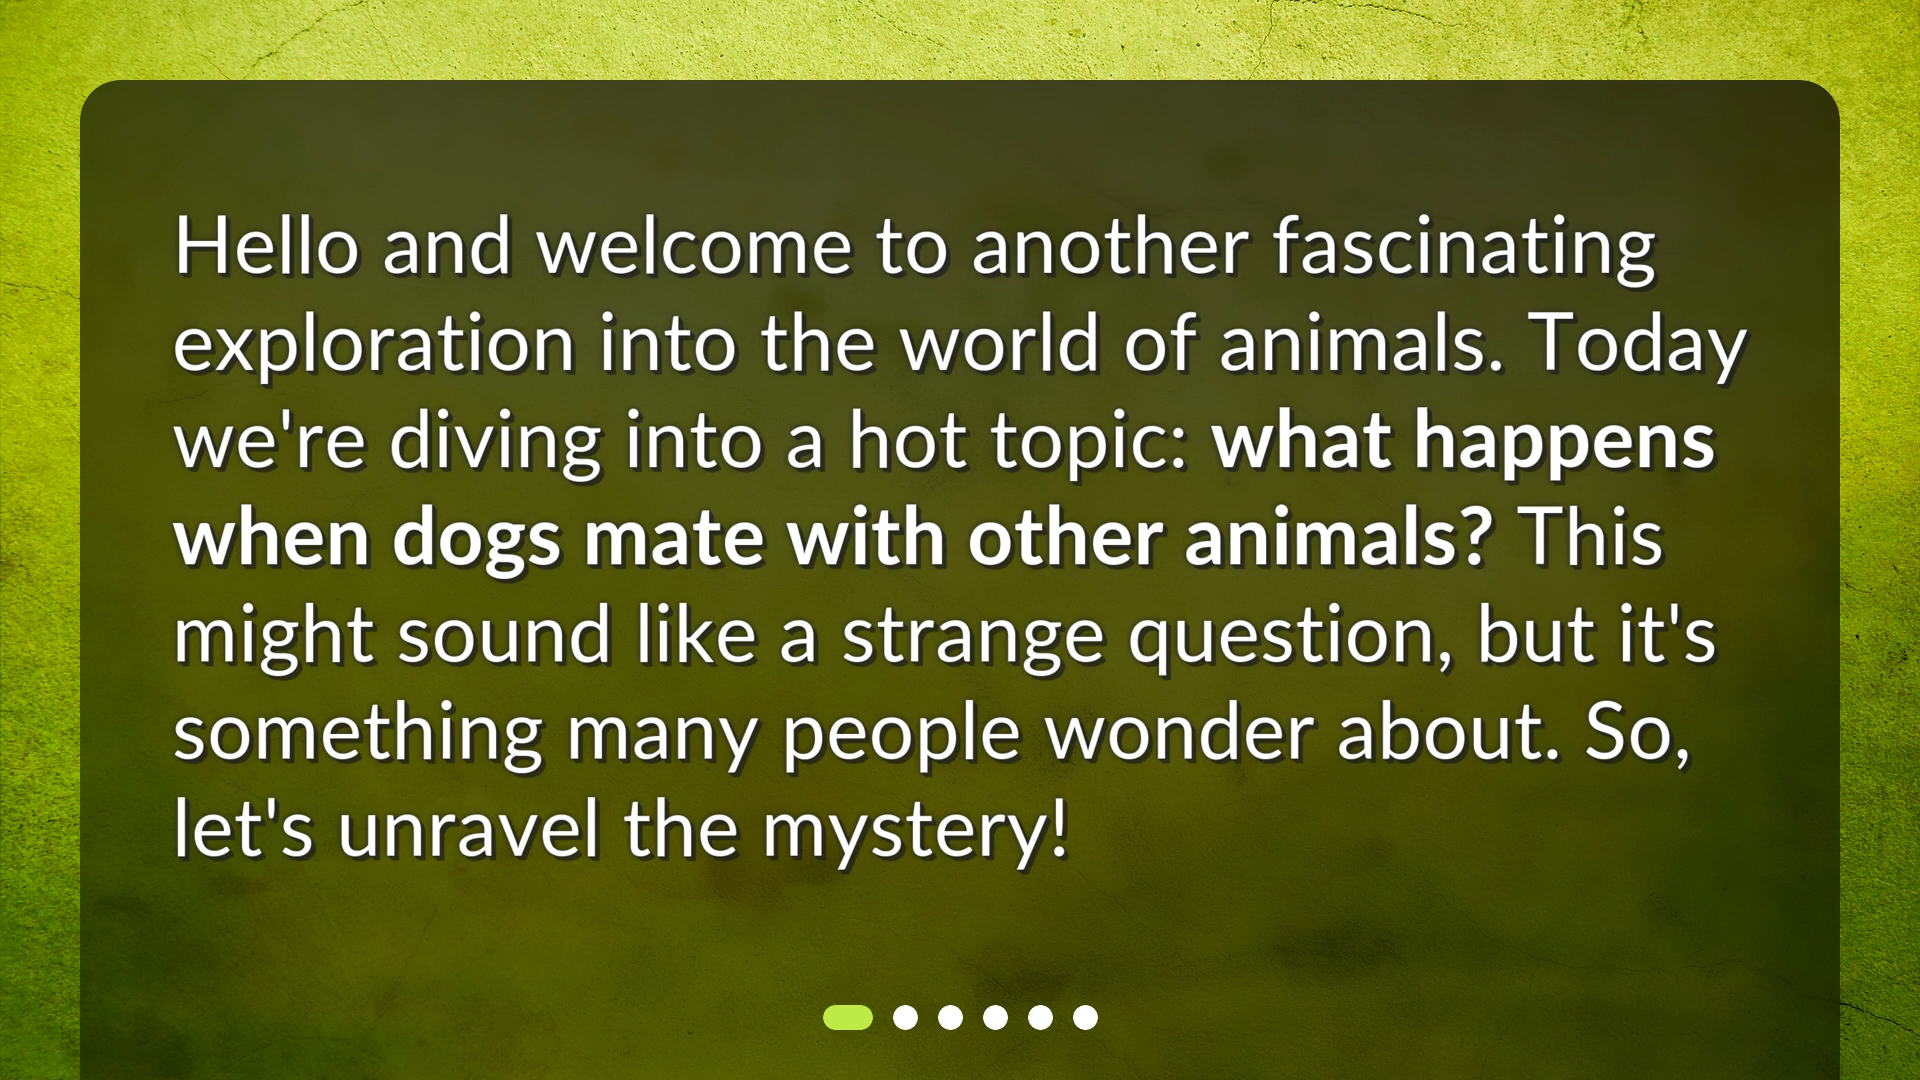 Hello and welcome to another fascinating
exploration into the world of animals. Today
we're diving into a hot topic: what happens
when dogs mate with other animals? This
might sound like a strange question, but it's
something many people wonder about. So,
let's unravel the mystery!